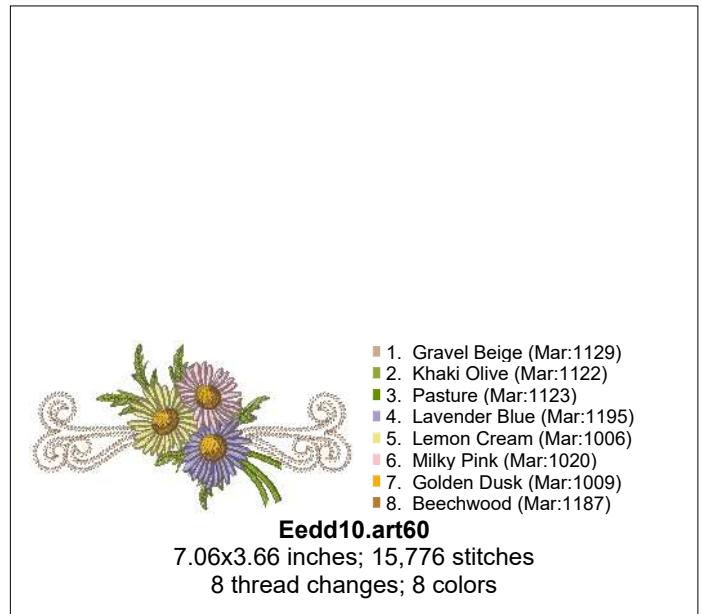 1. Gravel Beige (Mar:1129)
2. Khaki Olive (Mar:1122)
3. Pasture (Mar:1123)
4. Lavender Blue (Mar:1195)
5. Lemon Cream (Mar:1006)
6. Milky Pink (Mar:1020)
7. Golden Dusk (Mar:1009)
8. Beechwood (Mar:1187)
Eedd10.art60
7.06x3.66 inches; 15,776 stitches
8 thread changes; 8 colors